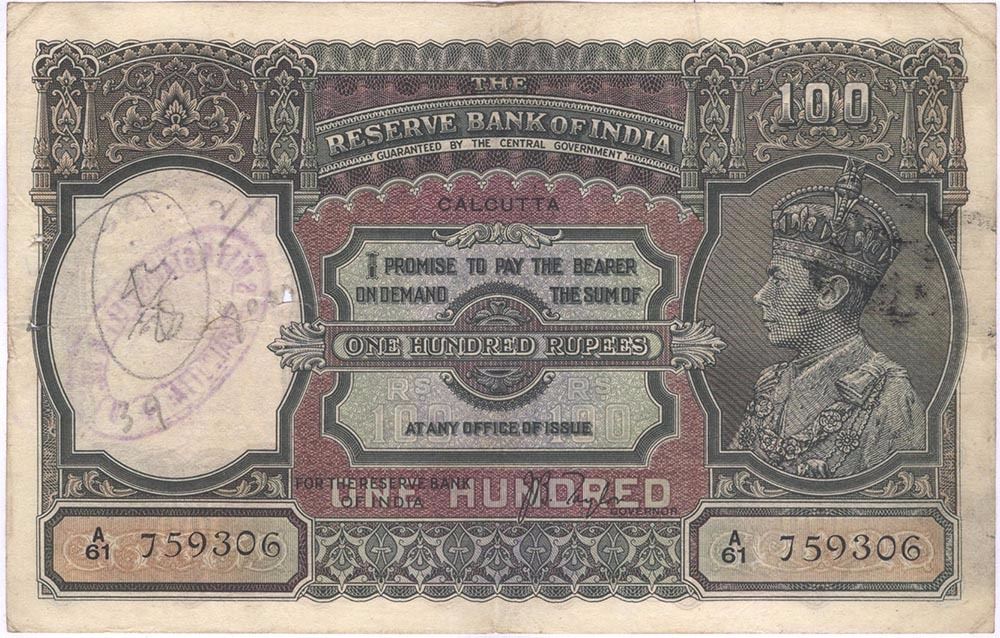 THE
RESERVE BANK OF INDIA
GUARANTEED BY THE CENTRAL GOVERNMENT
100
CALCUTTA
I PROMISE TO PAY THE BEARER
ON DEMAND THE SUM OF
ONE HUNDRED RUPEES
RS RS
100 100
AT ANY OFFICE OF ISSUE
FOR THE RESERVE BANK
OF INDIA
HUNDRED
GOVERNOR
A/61 759306
A/61 759306
39